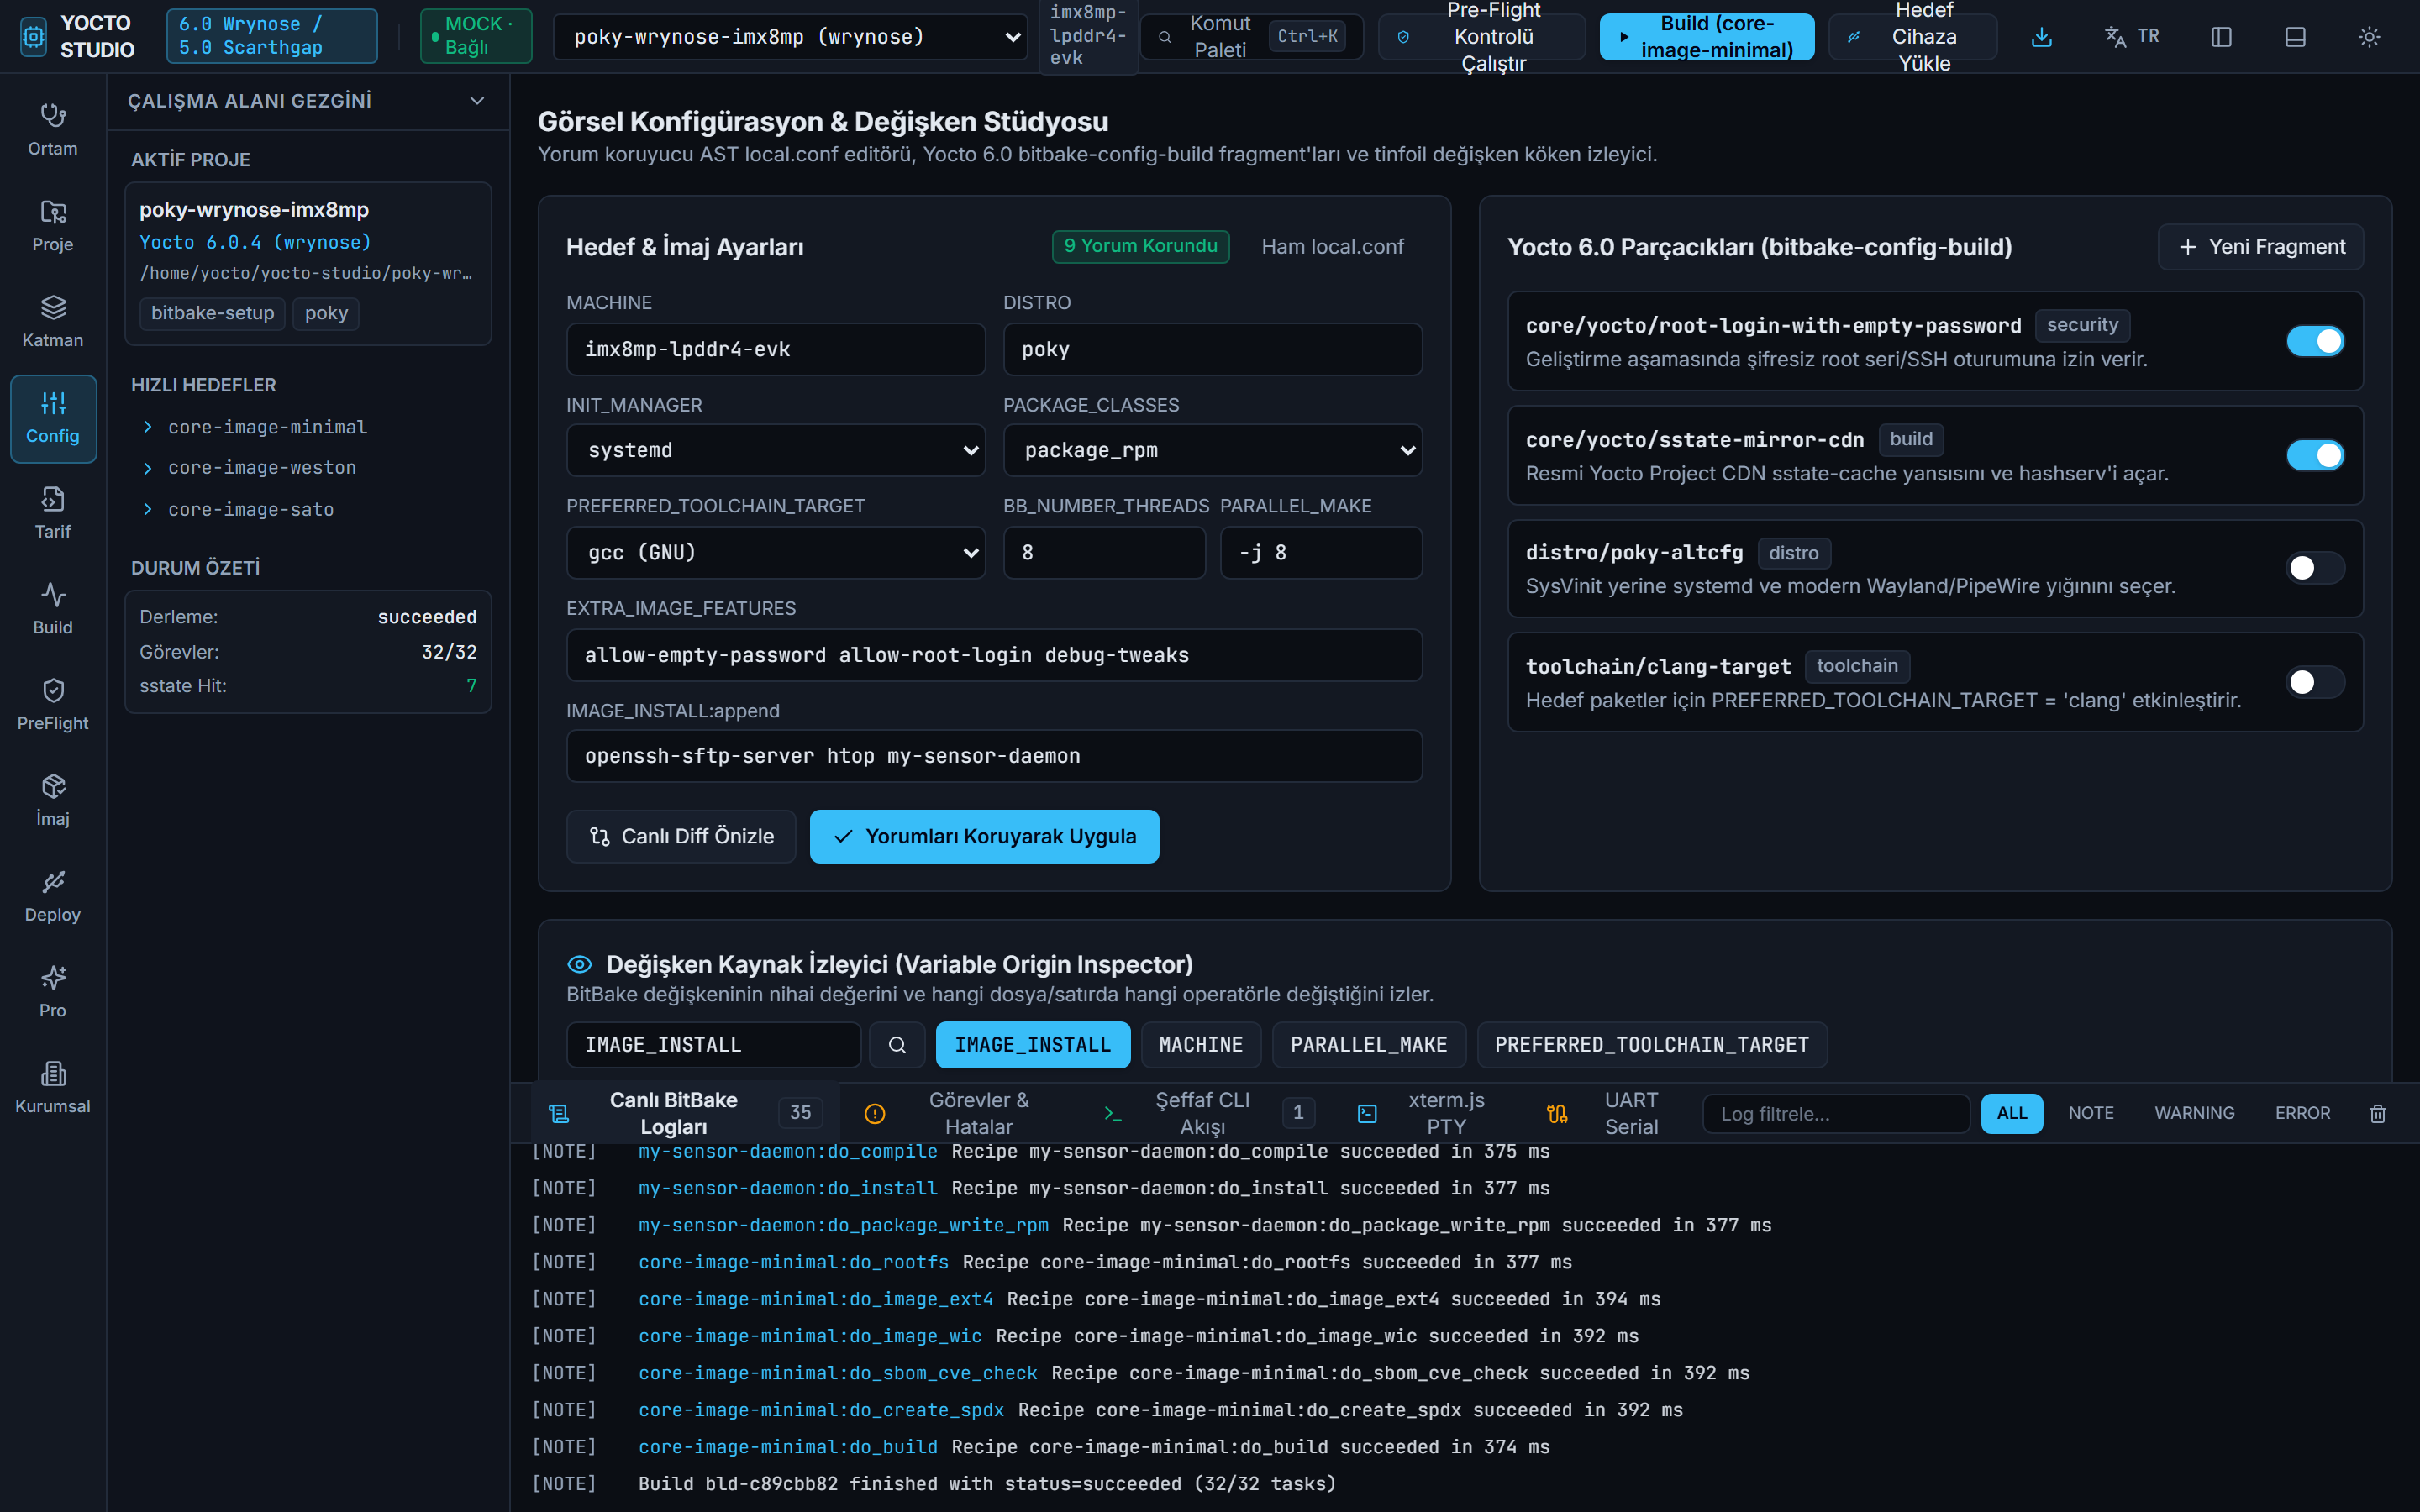 YOCTO STUDIO
6.0 Wrynose /
5.0 Scarthgap
MOCK ·
Bağlı
poky-wrynose-imx8mp (wrynose)
imx8mp-
lpddr4-
evk
Komut
Paleti
Ctrl+K
Pre-Flight
Kontrolü
Çalıştır
Build (core-
image-minimal)
Hedef
Cihaza
Yükle
TR
Ortam
Proje
Katman
Config
Tarif
Build
PreFlight
İmaj
Deploy
Pro
Kurumsal
ÇALIŞMA ALANI GEZGİNİ
AKTİF PROJE
poky-wrynose-imx8mp
Yocto 6.0.4 (wrynose)
/home/yocto/yocto-studio/poky-wr…
bitbake-setup
poky
HIZLI HEDEFLER
core-image-minimal
core-image-weston
core-image-sato
DURUM ÖZETİ
Derleme: succeeded
Görevler: 32/32
sstate Hit: 7
Görsel Konfigürasyon & Değişken Stüdyosu
Yorum koruyucu AST local.conf editörü, Yocto 6.0 bitbake-config-build fragment'ları ve tinfoil değişken köken izleyici.
Hedef & İmaj Ayarları
9 Yorum Korundu
Ham local.conf
MACHINE
DISTRO
imx8mp-lpddr4-evk
poky
INIT_MANAGER
PACKAGE_CLASSES
systemd
package_rpm
PREFERRED_TOOLCHAIN_TARGET
BB_NUMBER_THREADS
PARALLEL_MAKE
gcc (GNU)
8
-j 8
EXTRA_IMAGE_FEATURES
allow-empty-password allow-root-login debug-tweaks
IMAGE_INSTALL:append
openssh-sftp-server htop my-sensor-daemon
Canlı Diff Önizle
Yorumları Koruyarak Uygula
Yocto 6.0 Parçacıkları (bitbake-config-build)
Yeni Fragment
core/yocto/root-login-with-empty-password
security
Geliştirme aşamasında şifresiz root seri/SSH oturumuna izin verir.
core/yocto/sstate-mirror-cdn
build
Resmi Yocto Project CDN sstate-cache yansısını ve hashserv'i açar.
distro/poky-altcfg
distro
SysVinit yerine systemd ve modern Wayland/PipeWire yığınını seçer.
toolchain/clang-target
toolchain
Hedef paketler için PREFERRED_TOOLCHAIN_TARGET = 'clang' etkinleştirir.
Değişken Kaynak İzleyici (Variable Origin Inspector)
BitBake değişkeninin nihai değerini ve hangi dosya/satırda hangi operatörle değiştiğini izler.
IMAGE_INSTALL
IMAGE_INSTALL
MACHINE
PARALLEL_MAKE
PREFERRED_TOOLCHAIN_TARGET
Canlı BitBake
Logları
35
Görevler &
Hatalar
Şeffaf CLI
Akışı
1
xterm.js
PTY
UART
Serial
Log filtrele...
ALL
NOTE
WARNING
ERROR
[NOTE] my-sensor-daemon:do_compile Recipe my-sensor-daemon:do_compile succeeded in 375 ms
[NOTE] my-sensor-daemon:do_install Recipe my-sensor-daemon:do_install succeeded in 377 ms
[NOTE] my-sensor-daemon:do_package_write_rpm Recipe my-sensor-daemon:do_package_write_rpm succeeded in 377 ms
[NOTE] core-image-minimal:do_rootfs Recipe core-image-minimal:do_rootfs succeeded in 377 ms
[NOTE] core-image-minimal:do_image_ext4 Recipe core-image-minimal:do_image_ext4 succeeded in 394 ms
[NOTE] core-image-minimal:do_image_wic Recipe core-image-minimal:do_image_wic succeeded in 392 ms
[NOTE] core-image-minimal:do_sbom_cve_check Recipe core-image-minimal:do_sbom_cve_check succeeded in 392 ms
[NOTE] core-image-minimal:do_create_spdx Recipe core-image-minimal:do_create_spdx succeeded in 392 ms
[NOTE] core-image-minimal:do_build Recipe core-image-minimal:do_build succeeded in 374 ms
[NOTE] Build bld-c89cbb82 finished with status=succeeded (32/32 tasks)